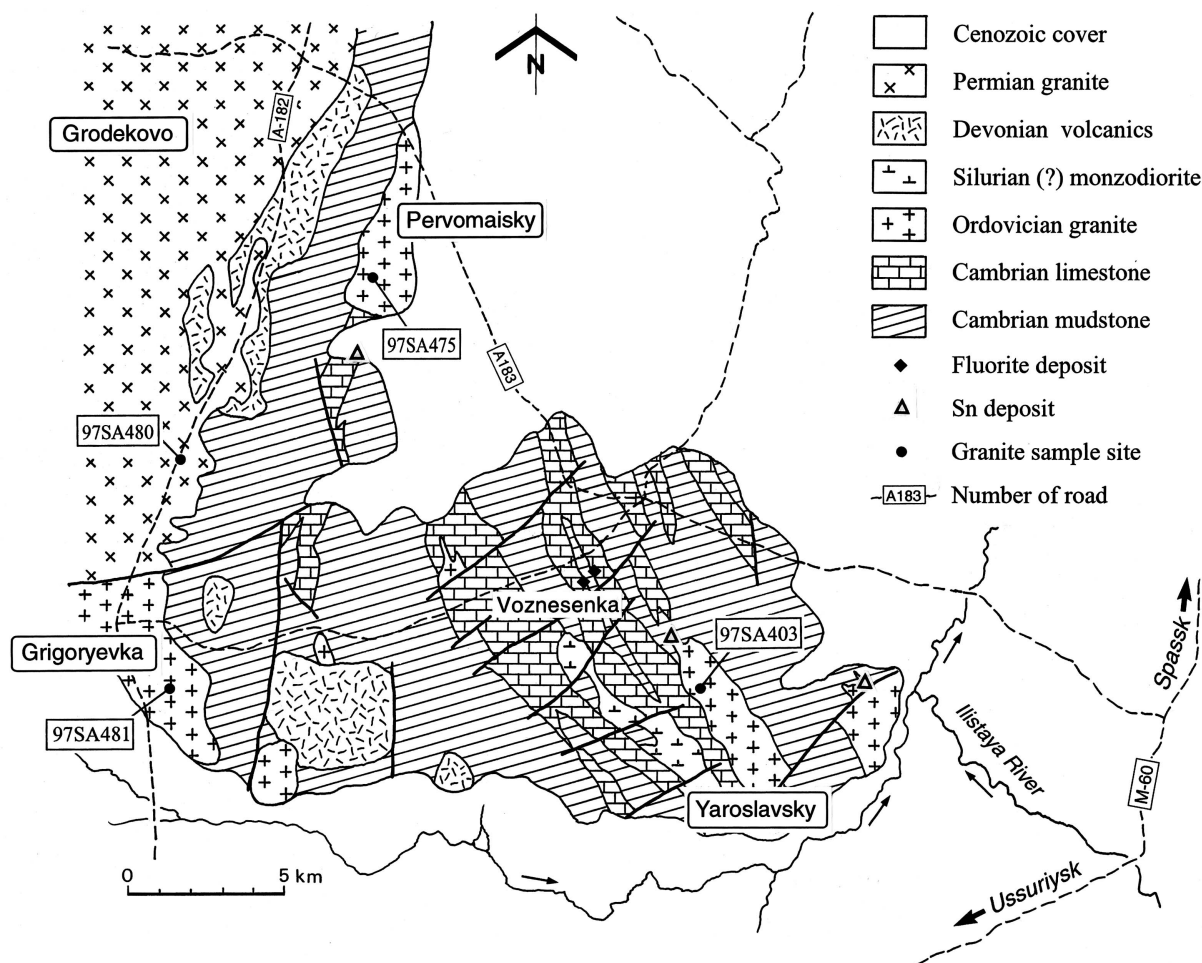 N
Cenozoic cover
Permian granite
Devonian volcanics
Silurian (?) monzodiorite
Ordovician granite
Cambrian limestone
Cambrian mudstone
Fluorite deposit
Sn deposit
Granite sample site
A183 Number of road
A-182
Grodekovo
Pervomaisky
97SA475
A183
97SA480
Voznesenka
97SA403
Grigoryevka
97SA481
Yaroslavsky
Spassk
Ilistaya River
M-60
Ussuriysk
0 5 km